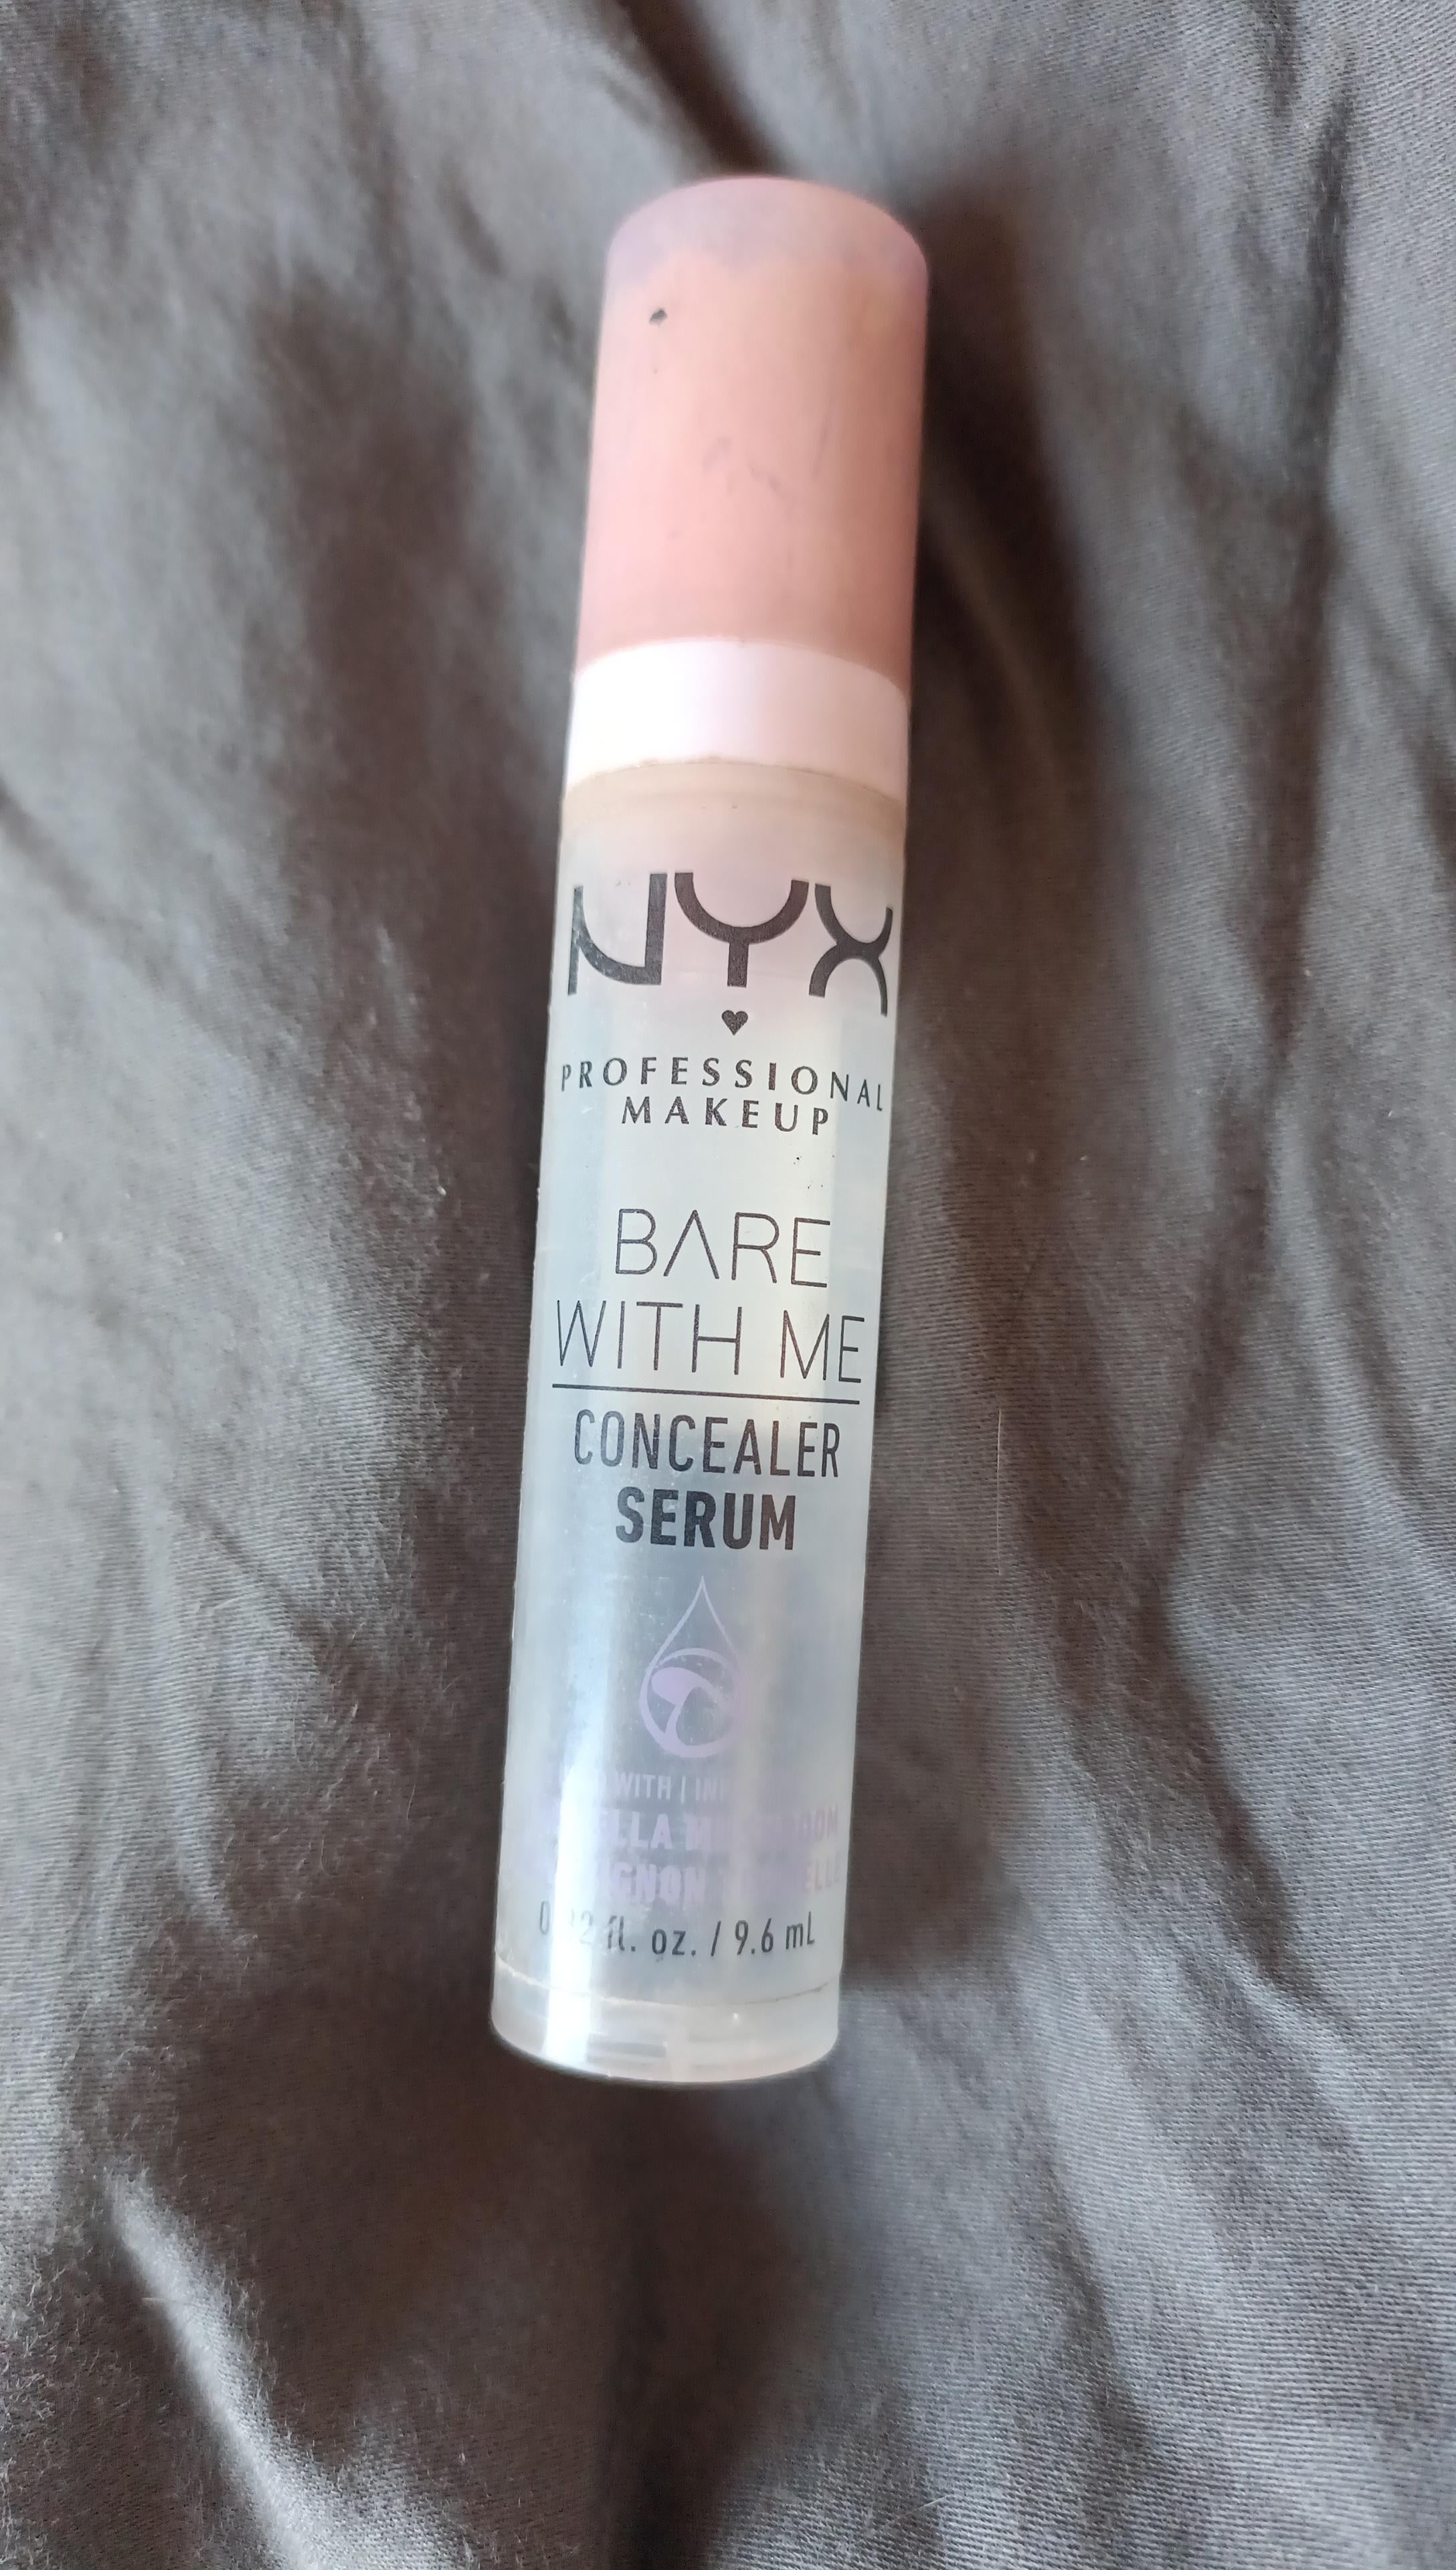 NYX
PROFESSIONAL
MAKEUP
BARE
WITH ME
CONCEALER
SERUM
WITH |
fl. oz. / 9.6 mL